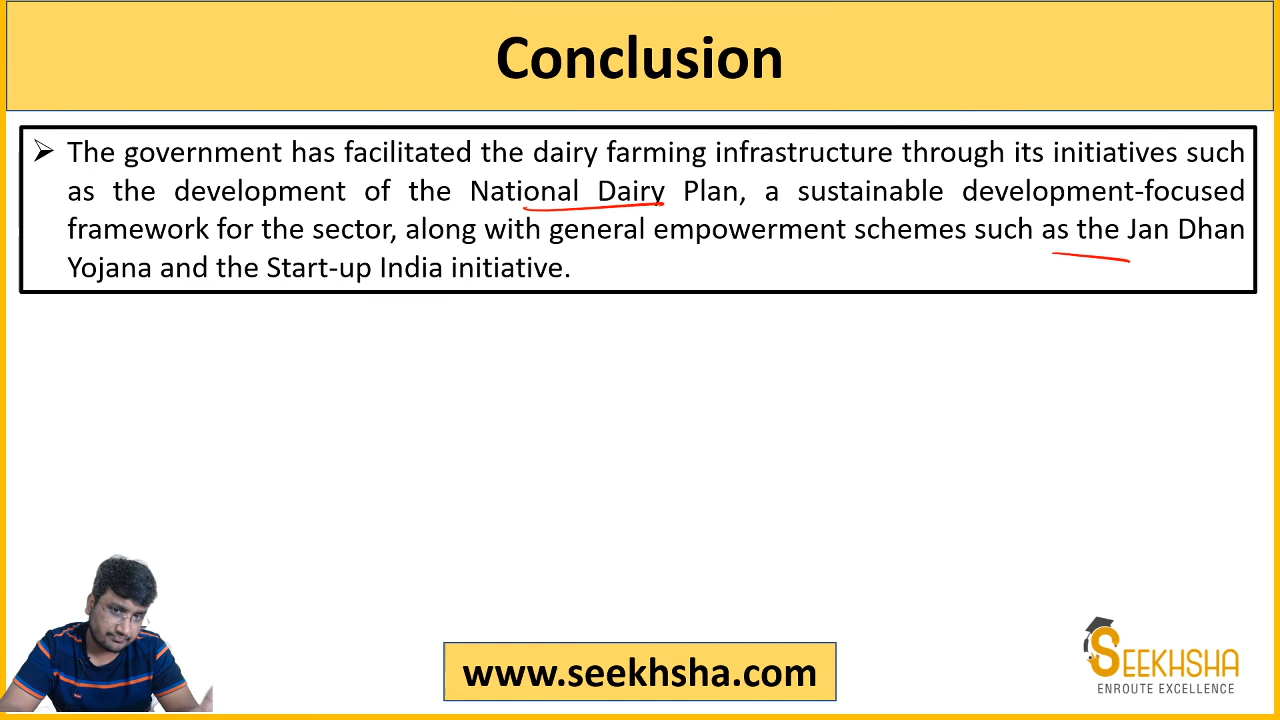 Conclusion
➢ The government has facilitated the dairy farming infrastructure through its initiatives such
as the development of the National Dairy Plan, a sustainable development-focused
framework for the sector, along with general empowerment schemes such as the Jan Dhan
Yojana and the Start-up India initiative.
www.seekhsha.com
SEEKHSHA
ENROUTE EXCELLENCE